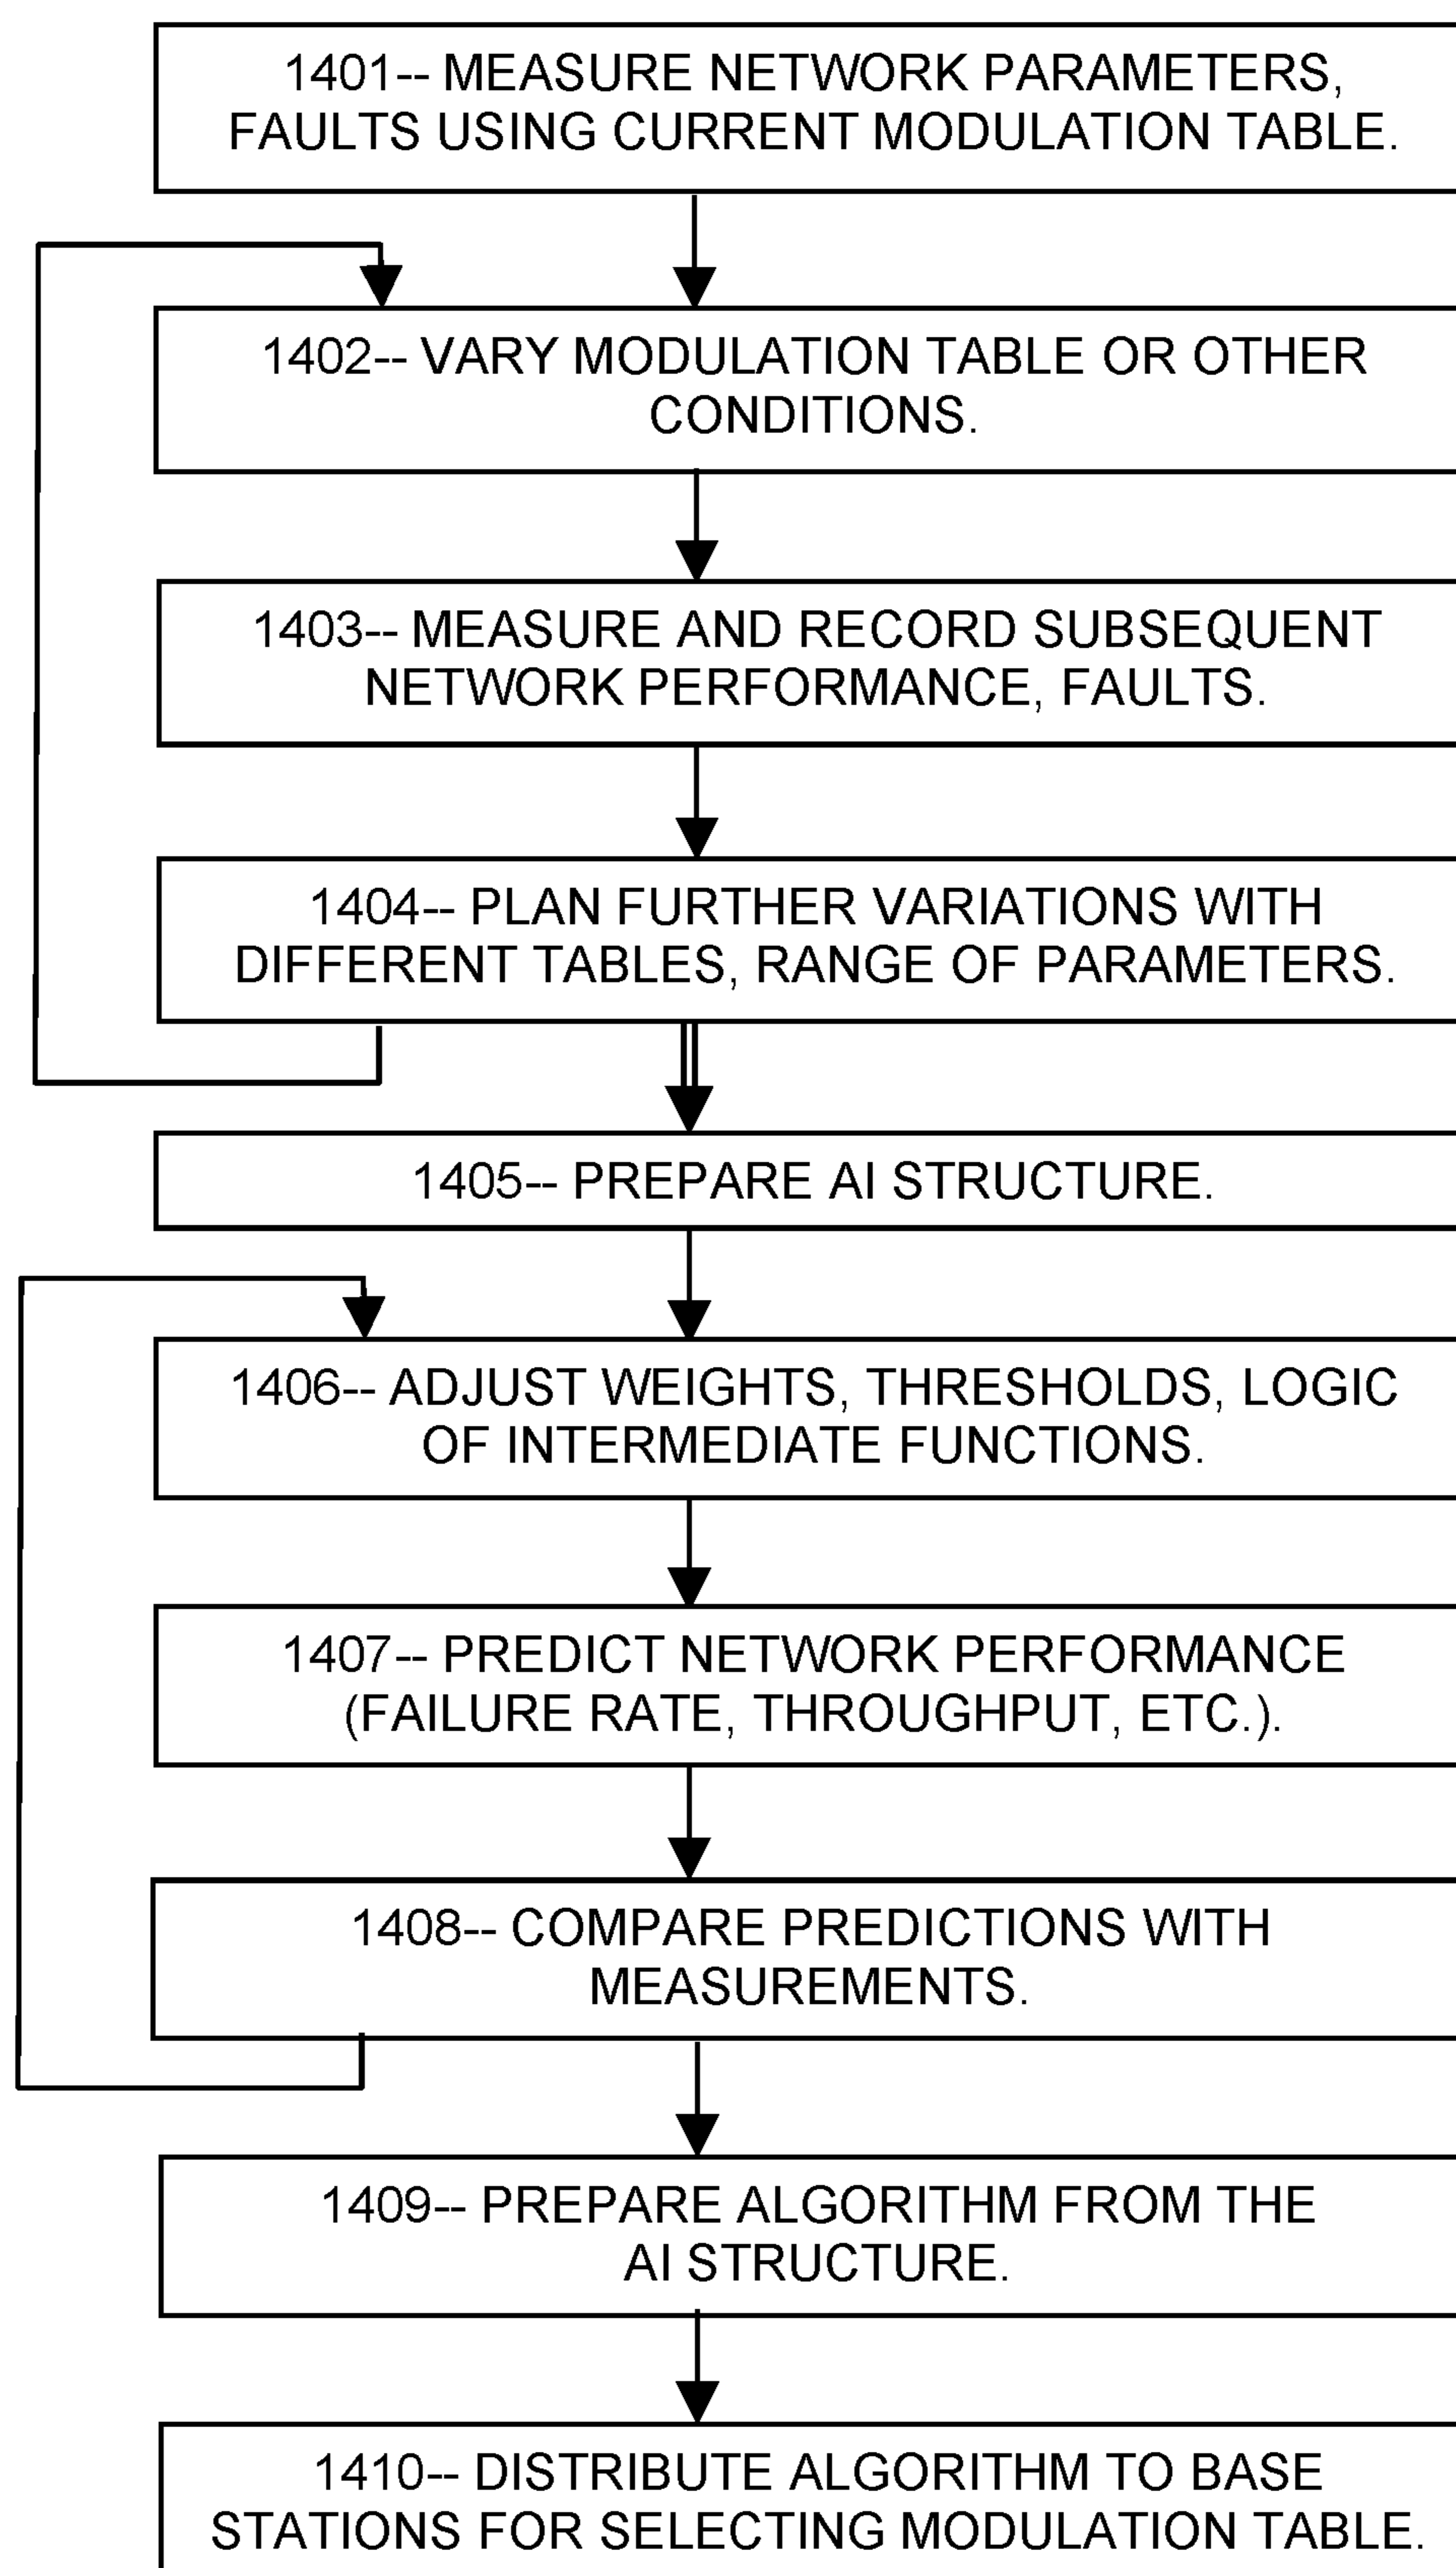 1401-- MEASURE NETWORK PARAMETERS,
FAULTS USING CURRENT MODULATION TABLE.
1402-- VARY MODULATION TABLE OR OTHER
CONDITIONS.
1403-- MEASURE AND RECORD SUBSEQUENT
NETWORK PERFORMANCE, FAULTS.
1404-- PLAN FURTHER VARIATIONS WITH
DIFFERENT TABLES, RANGE OF PARAMETERS.
1405-- PREPARE AI STRUCTURE.
1406-- ADJUST WEIGHTS, THRESHOLDS, LOGIC
OF INTERMEDIATE FUNCTIONS.
1407-- PREDICT NETWORK PERFORMANCE
(FAILURE RATE, THROUGHPUT, ETC.).
1408-- COMPARE PREDICTIONS WITH
MEASUREMENTS.
1409-- PREPARE ALGORITHM FROM THE
AI STRUCTURE.
1410-- DISTRIBUTE ALGORITHM TO BASE
STATIONS FOR SELECTING MODULATION TABLE.